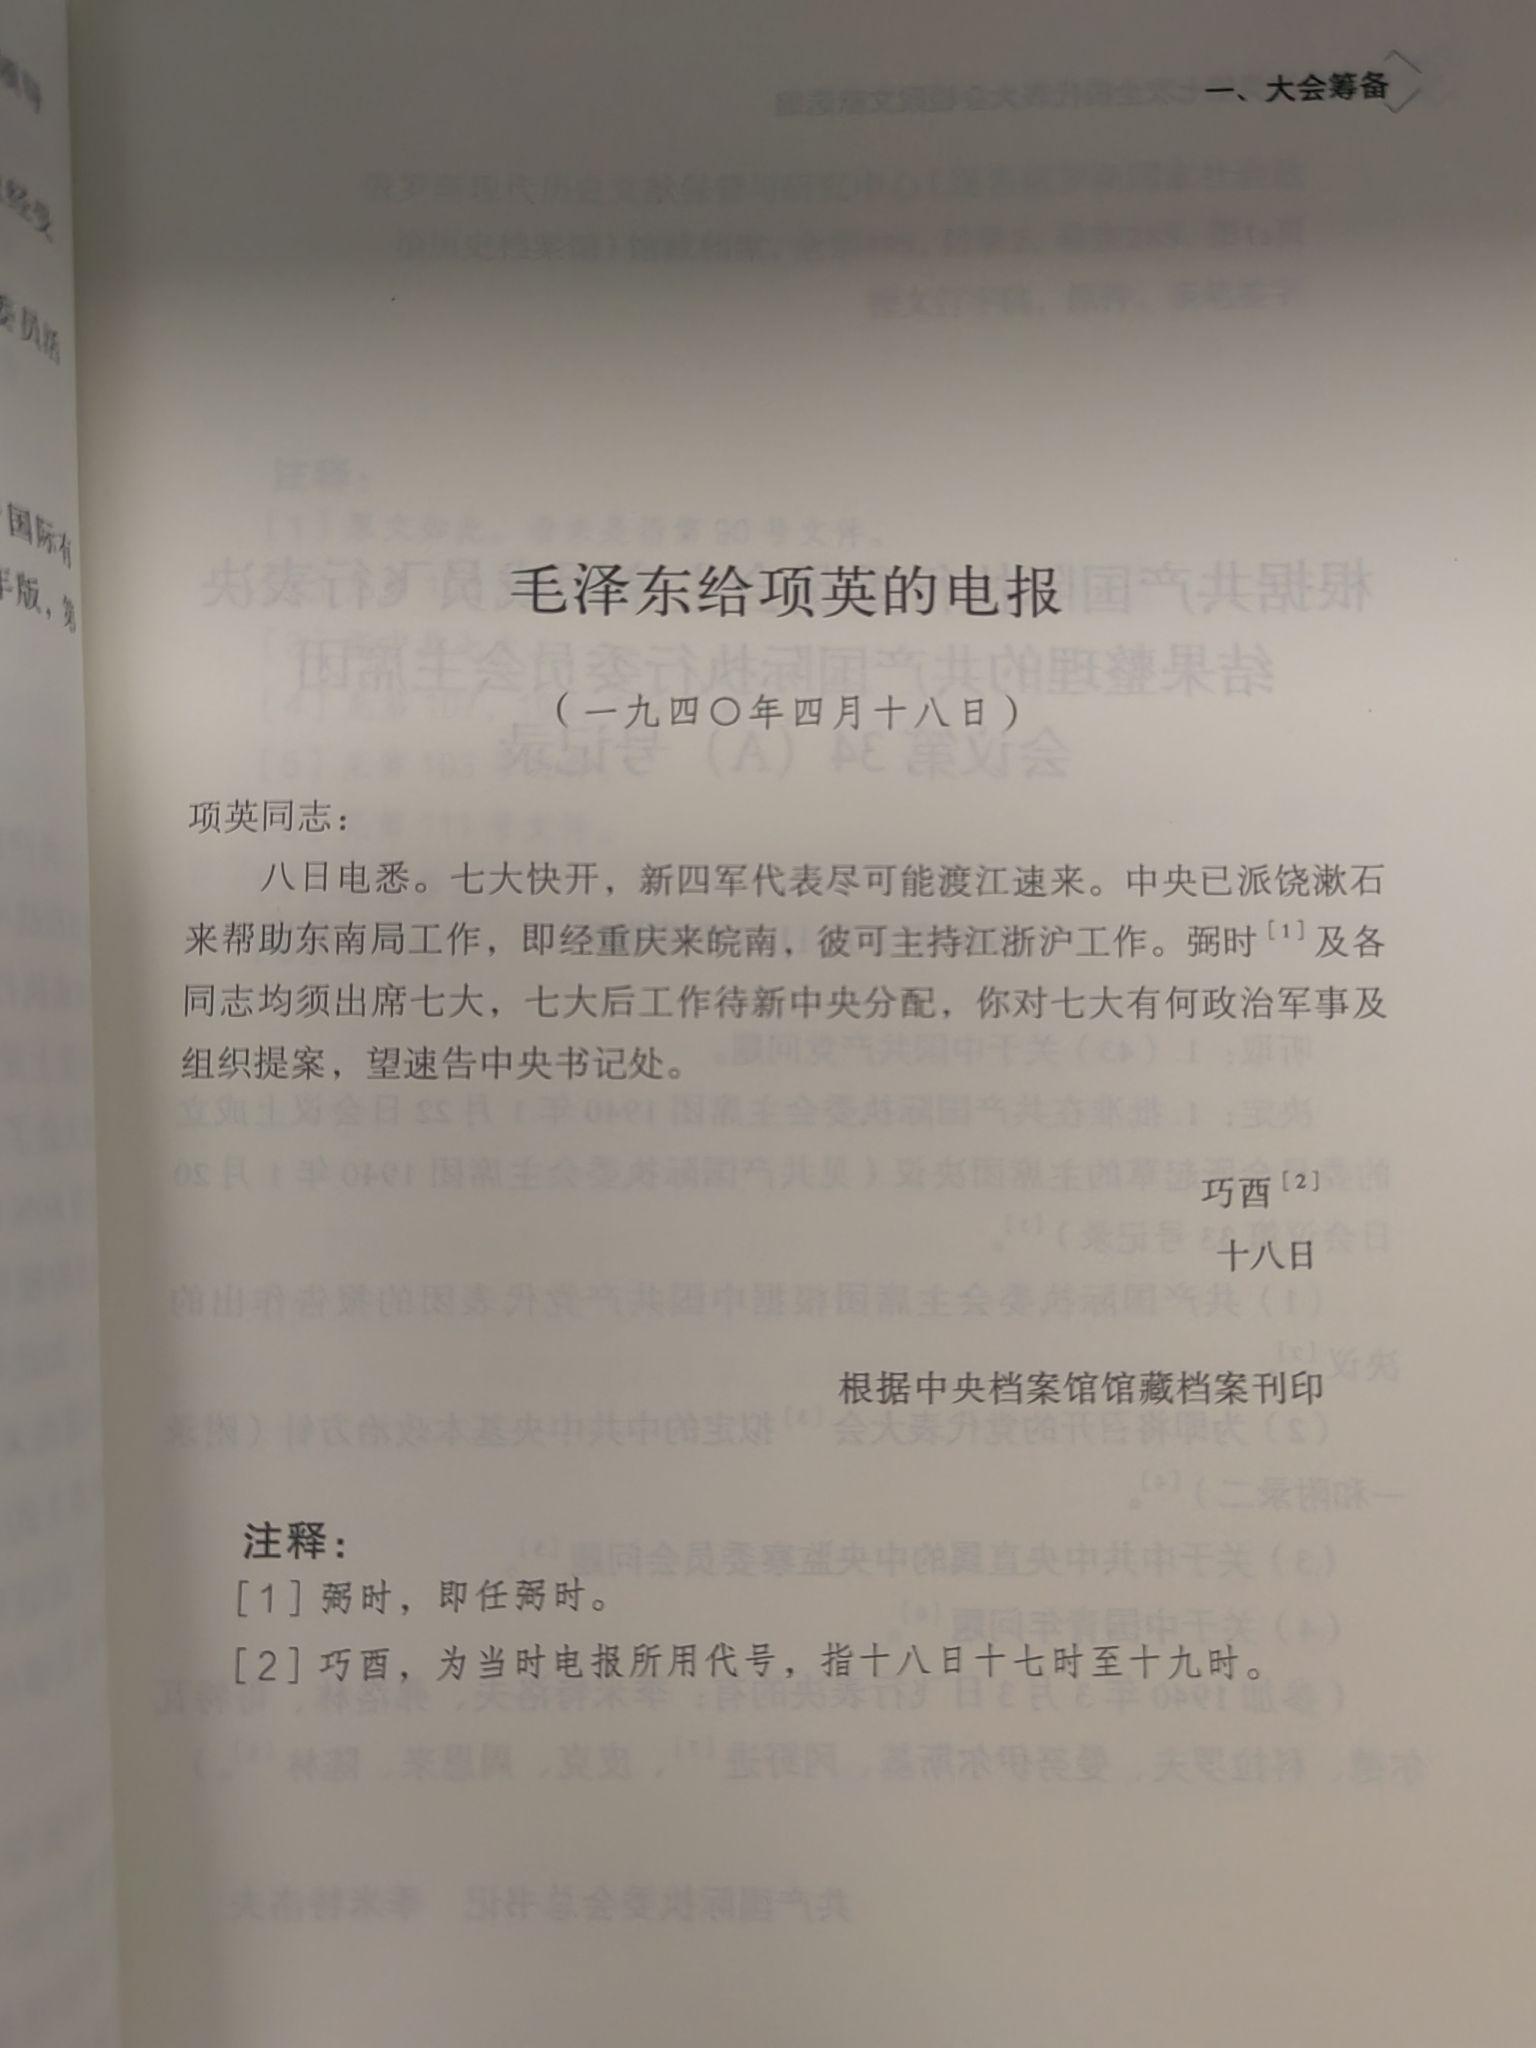 一、大会筹备
毛泽东给项英的电报
（一九四〇年四月十八日）
项英同志：
八日电悉。七大快开，新四军代表尽可能渡江速来。中央已派饶漱石
来帮助东南局工作，即经重庆来皖南，彼可主持江浙沪工作。弼时[1]及各
同志均须出席七大，七大后工作待新中央分配，你对七大有何政治军事及
组织提案，望速告中央书记处。
巧酉[2]
十八日
根据中央档案馆馆藏档案刊印
注释：
[1] 弼时，即任弼时。
[2] 巧酉，为当时电报所用代号，指十八日十七时至十九时。
国际有
年版，第